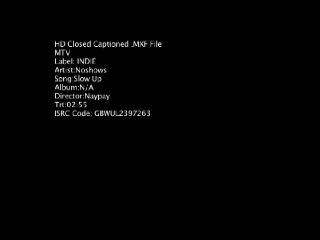 HD Closed Captioned .MXF File
MTV
Label: INDIE
Artist:Noshows
Song:Slow Up
Album:N/A
Director:Naypay
Trt:02:55
ISRC Code: GBWUL2397263